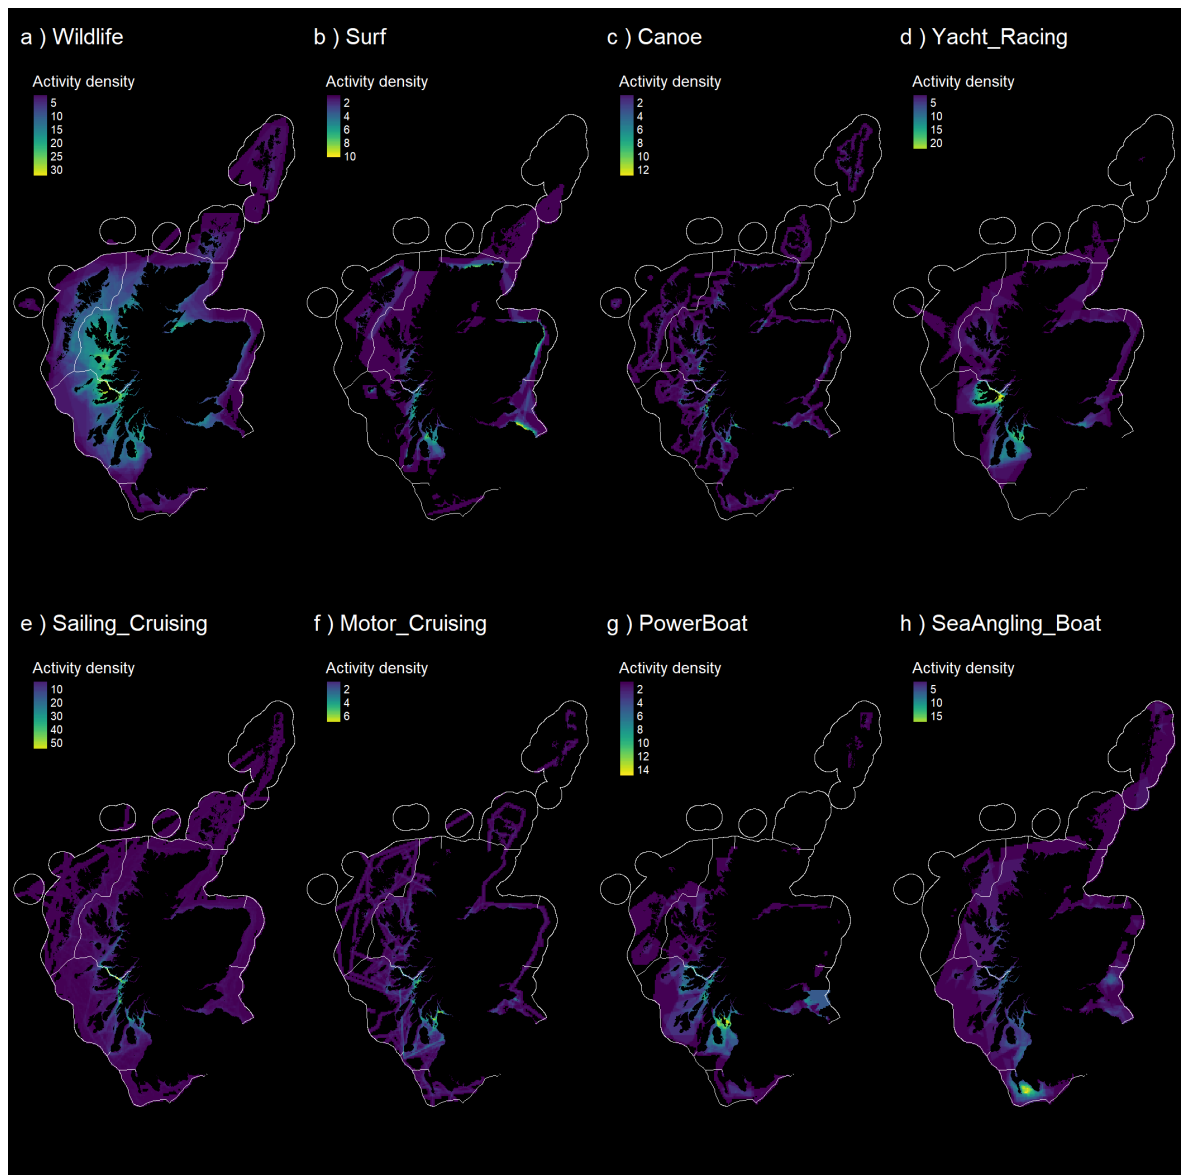 a ) Wildlife
Activity density
5
10
15
20
25
30
b ) Surf
Activity density
2
4
6
8
10
c ) Canoe
Activity density
2
4
6
8
10
12
d ) Yacht_Racing
Activity density
5
10
15
20
e ) Sailing_Cruising
Activity density
10
20
30
40
50
f ) Motor_Cruising
Activity density
2
4
6
g ) PowerBoat
Activity density
2
4
6
8
10
12
14
h ) SeaAngling_Boat
Activity density
5
10
15